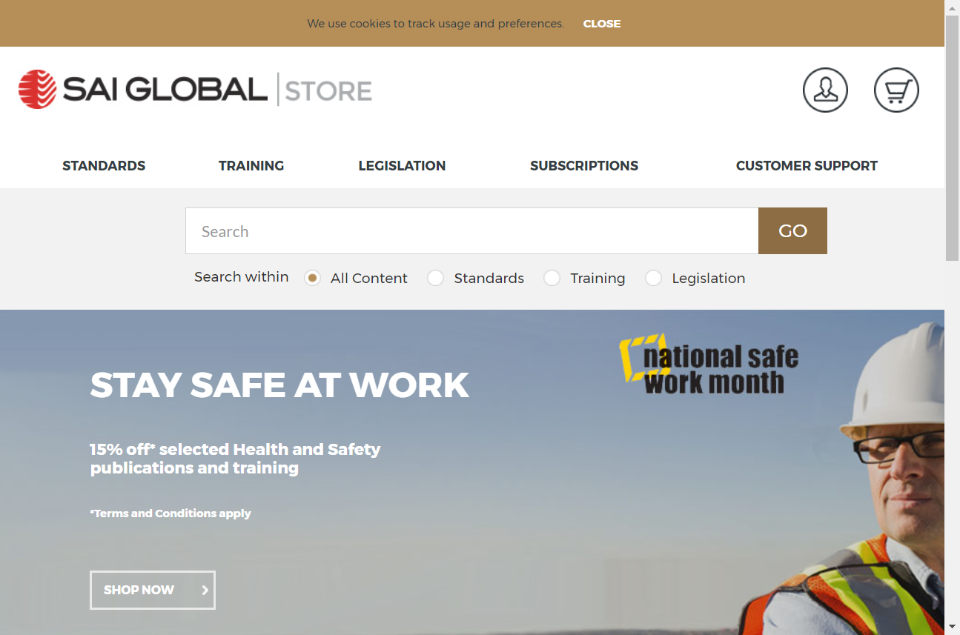 We use cookies to track usage and preferences. CLOSE
SAI GLOBAL STORE
STANDARDS TRAINING LEGISLATION SUBSCRIPTIONS CUSTOMER SUPPORT
Search GO
Search within All Content Standards Training Legislation
national safe
work month
STAY SAFE AT WORK
15% off* selected Health and Safety
publications and training
*Terms and Conditions apply
SHOP NOW